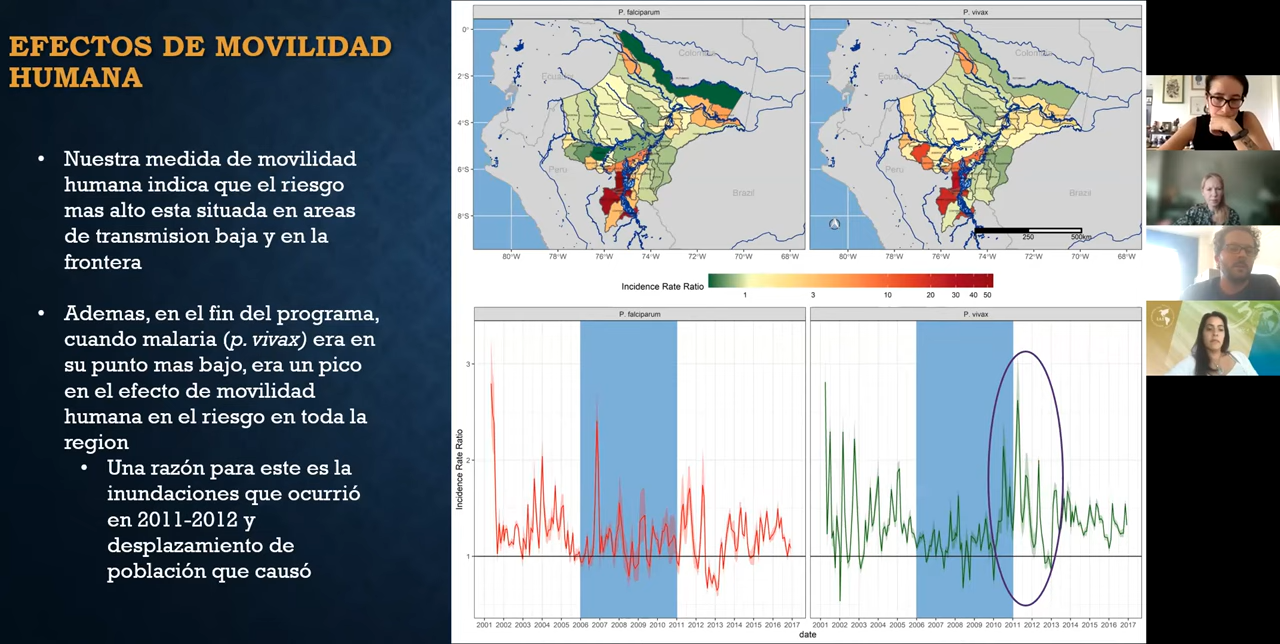 EFECTOS DE MOVILIDAD
HUMANA
• Nuestra medida de movilidad
humana indica que el riesgo
mas alto esta situada en areas
de transmision baja y en la
frontera
• Ademas, en el fin del programa,
cuando malaria (p. vivax) era en
su punto mas bajo, era un pico
en el efecto de movilidad
humana en el riesgo en toda la
region
• Una razón para este es la
inundaciones que ocurrió
en 2011-2012 y
desplazamiento de
población que causó
P. falciparum
P. vivax
0°
2°S
4°S
6°S
8°S
Colombia
Ecuador
Peru
Brazil
Colombia
Ecuador
Peru
Brazil
250
500km
80°W 78°W 76°W 74°W 72°W 70°W 68°W
80°W 78°W 76°W 74°W 72°W 70°W 68°W
Incidence Rate Ratio
1 3 10 20 30 40 50
P. falciparum
P. vivax
Incidence Rate Ratio
3
2
1
2001 2002 2003 2004 2005 2006 2007 2008 2009 2010 2011 2012 2013 2014 2015 2016 2017
2001 2002 2003 2004 2005 2006 2007 2008 2009 2010 2011 2012 2013 2014 2015 2016 2017
date